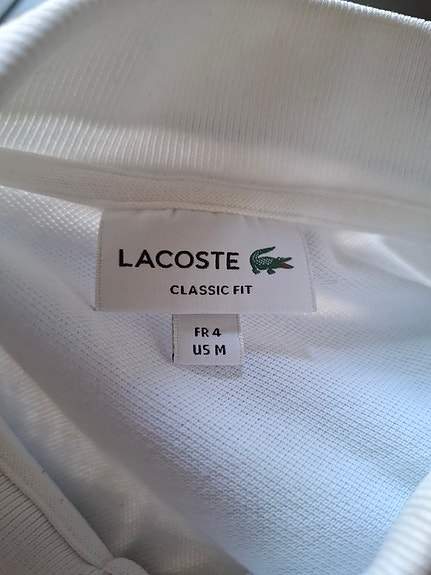 LACOSTE
CLASSIC FIT
FR 4
US M